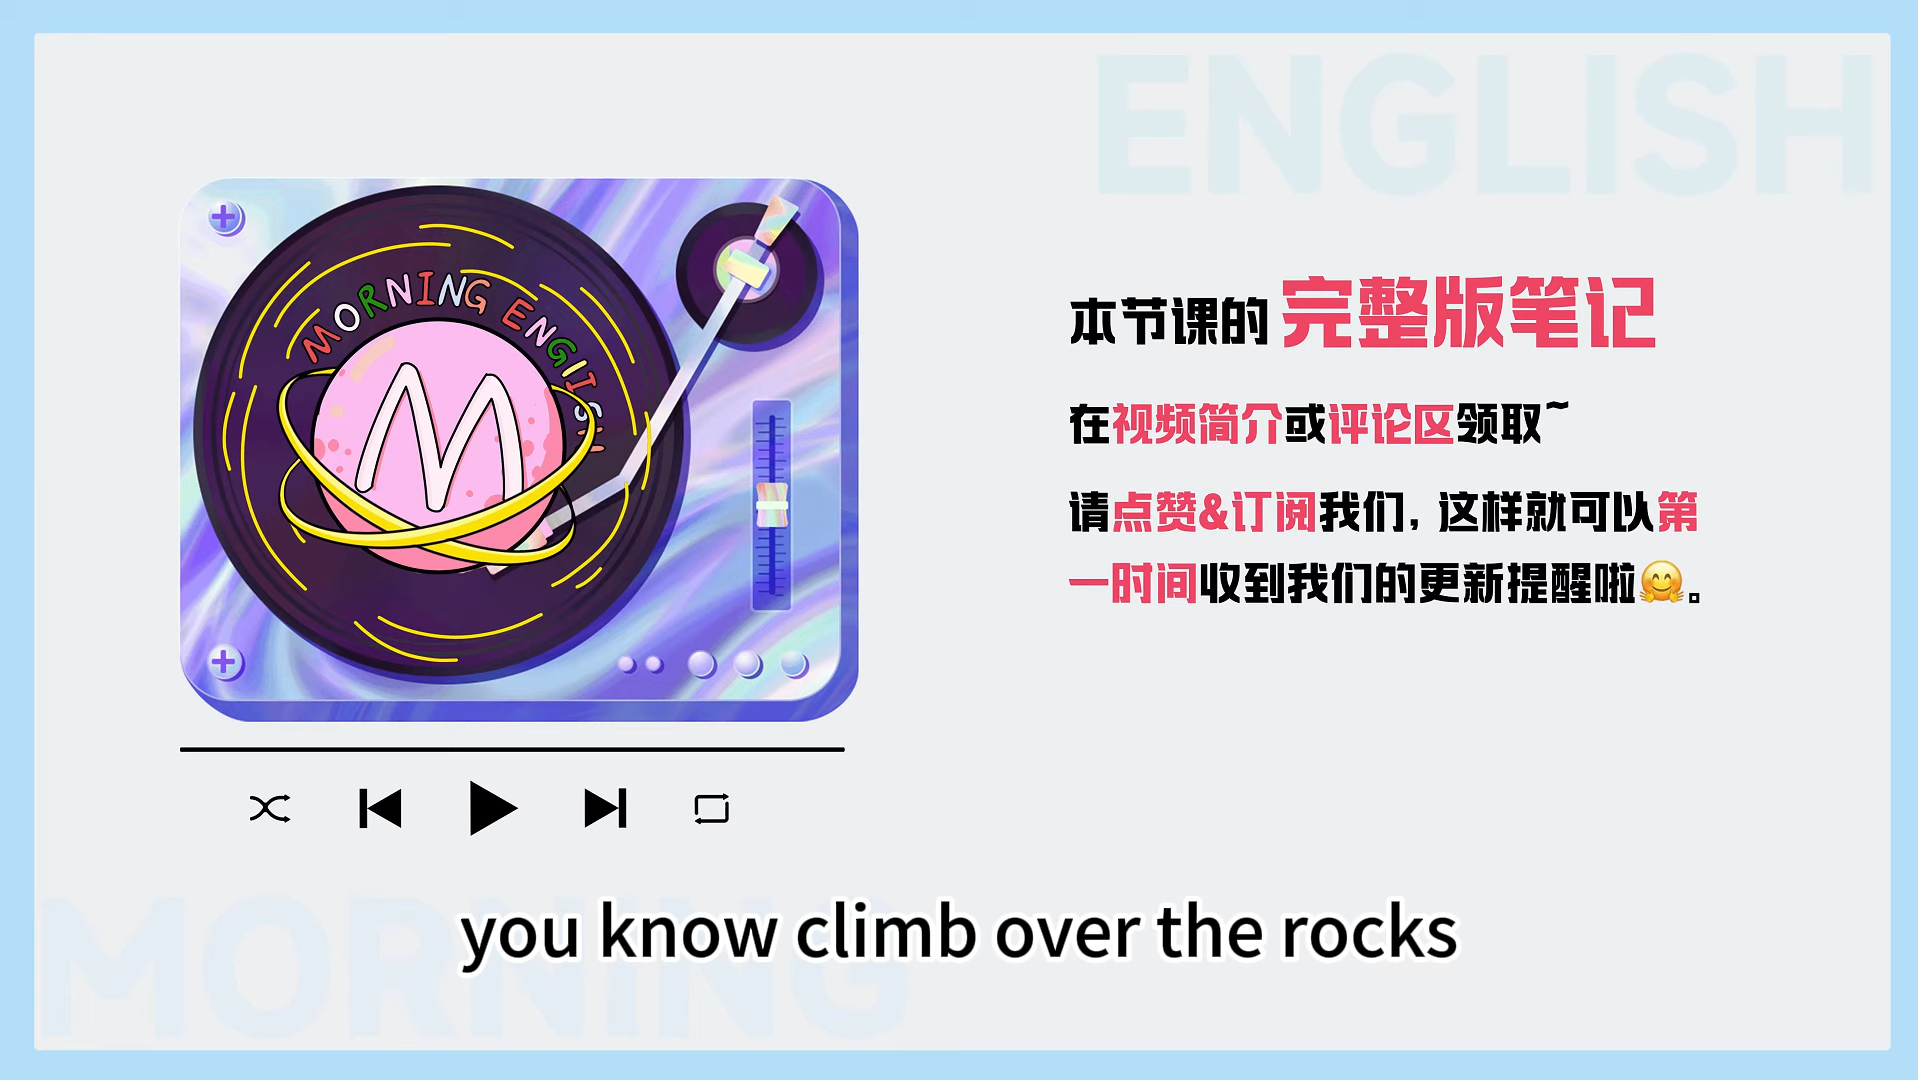 ENGLISH
MORNING ENGLISH
M
本节课的 完整版笔记
在视频简介或评论区领取~
请点赞&订阅我们, 这样就可以第
一时间收到我们的更新提醒啦🤗。
MORNING
you know climb over the rocks